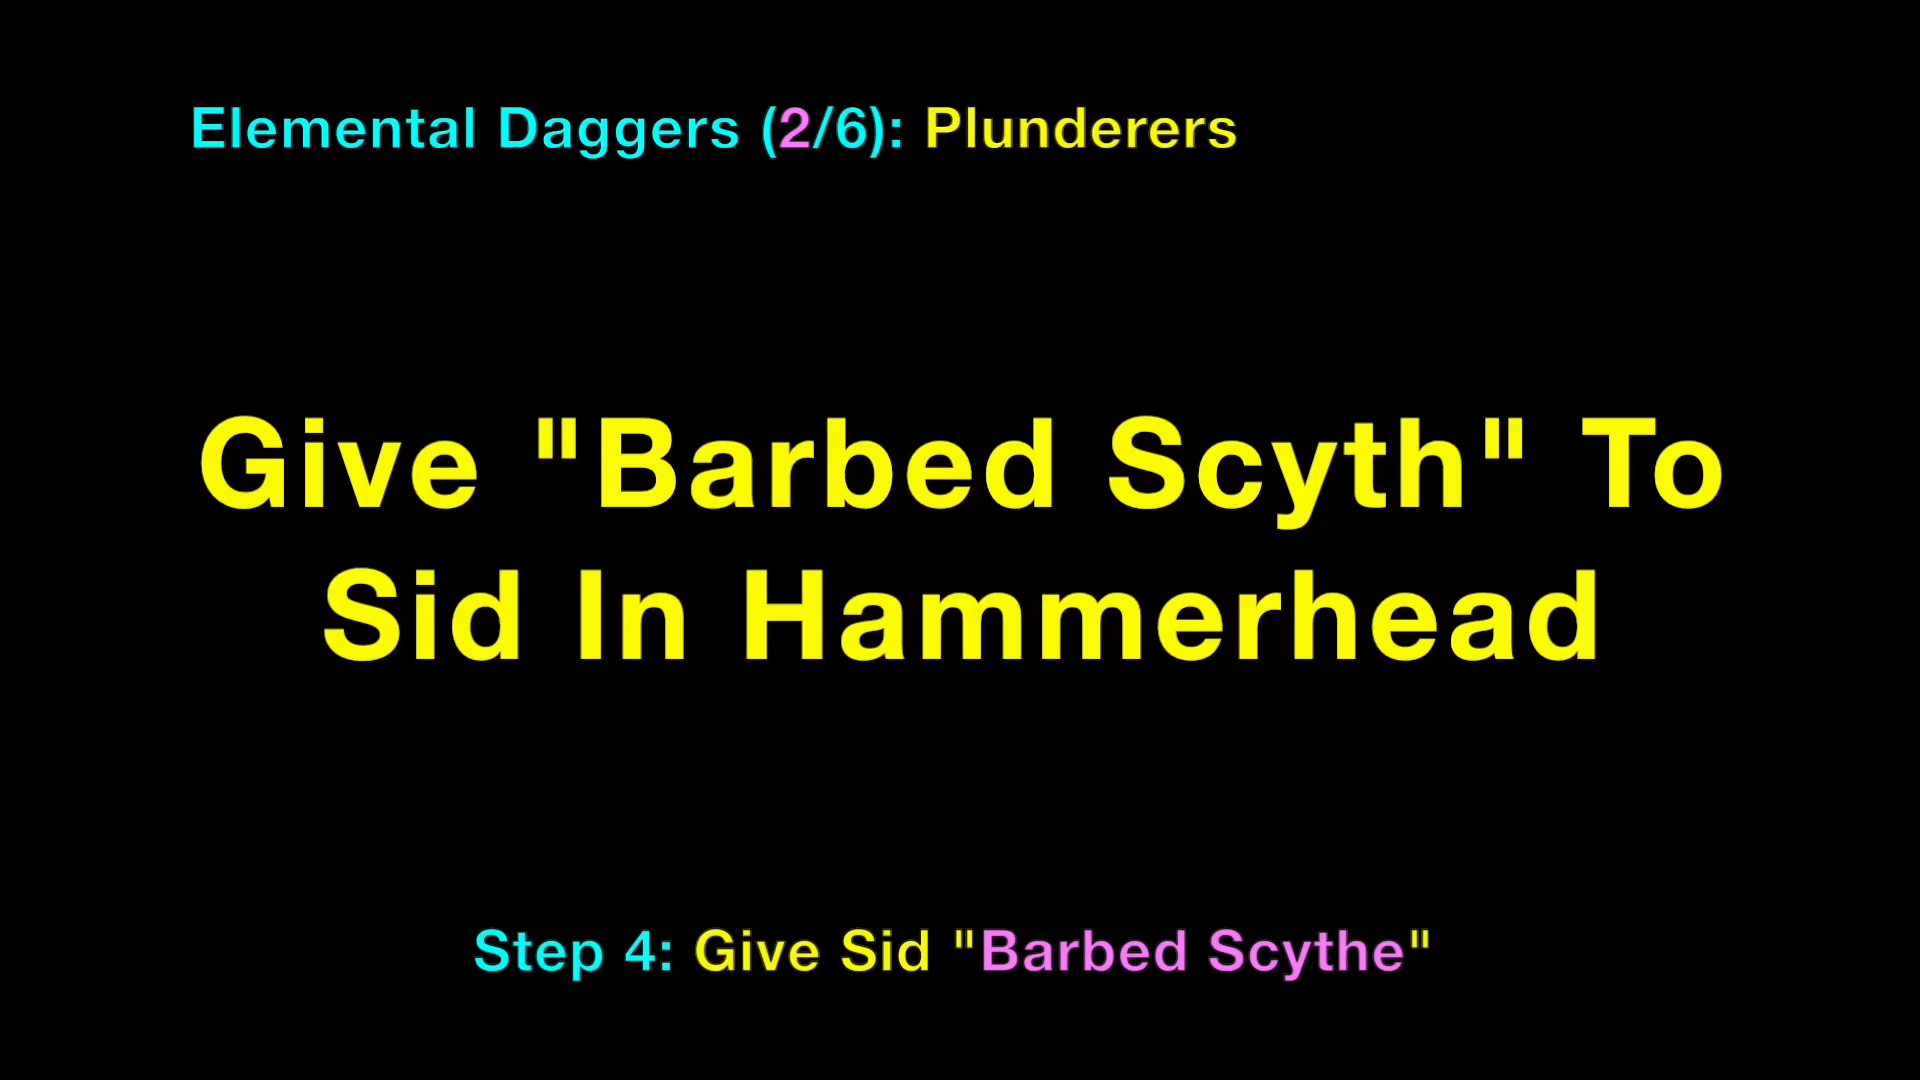 Elemental Daggers (2/6): Plunderers
Give "Barbed Scyth" To
Sid In Hammerhead
Step 4: Give Sid "Barbed Scythe"